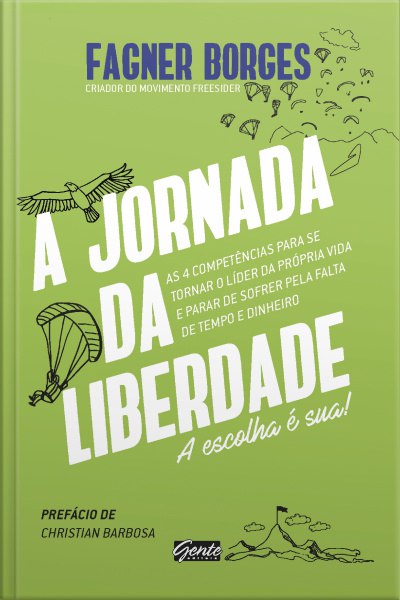 FAGNER BORGES
CRIADOR DO MOVIMENTO FREESIDER
A JORNADA
DA
AS 4 COMPETÊNCIAS PARA SE
TORNAR O LÍDER DA PRÓPRIA VIDA
E PARAR DE SOFRER PELA FALTA
DE TEMPO E DINHEIRO
LIBERDADE
A escolha é sua!
PREFÁCIO DE
CHRISTIAN BARBOSA
Gente
editora